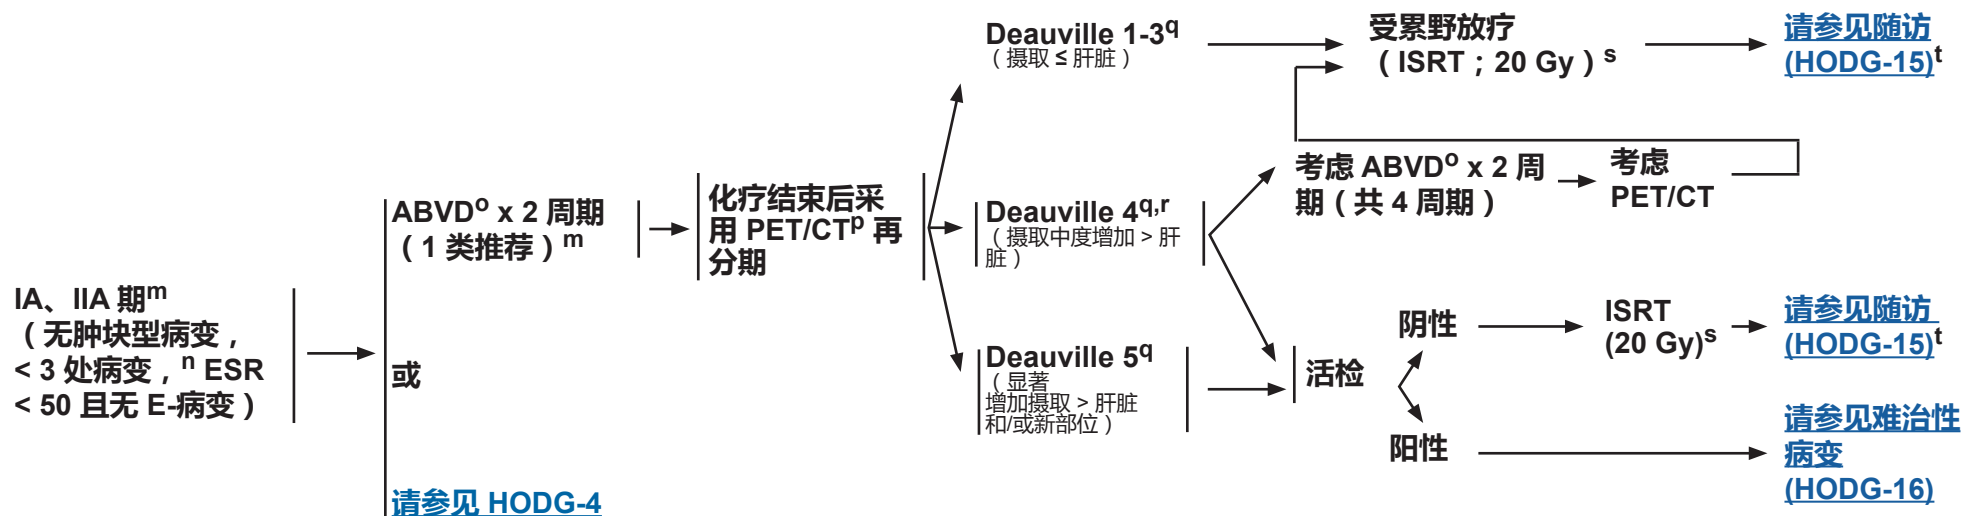 IA、IIA 期m
（无肿块型病变，
< 3 处病变，n ESR
< 50 且无 E-病变）
ABVDo x 2 周期
（1 类推荐）m
或
请参见 HODG-4
化疗结束后采
用 PET/CTp 再
分期
Deauville 1-3q
（摄取 ≤ 肝脏）
受累野放疗
（ISRT；20 Gy）s
请参见随访
(HODG-15)t
Deauville 4q,r
（摄取中度增加 > 肝
脏）
考虑 ABVDo x 2 周
期（共 4 周期）
考虑
PET/CT
Deauville 5q
（显著
增加摄取 > 肝脏
和/或新部位）
活检
阴性
ISRT
(20 Gy)s
请参见随访
(HODG-15)t
阳性
请参见难治性
病变
(HODG-16)